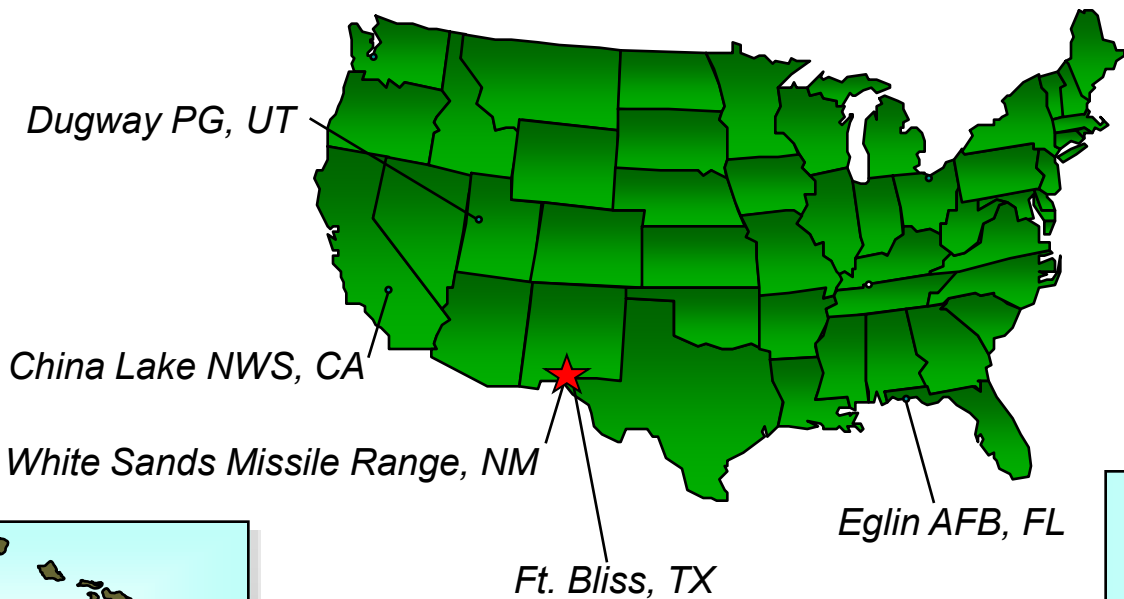 Dugway PG, UT
China Lake NWS, CA
White Sands Missile Range, NM
Eglin AFB, FL
Ft. Bliss, TX